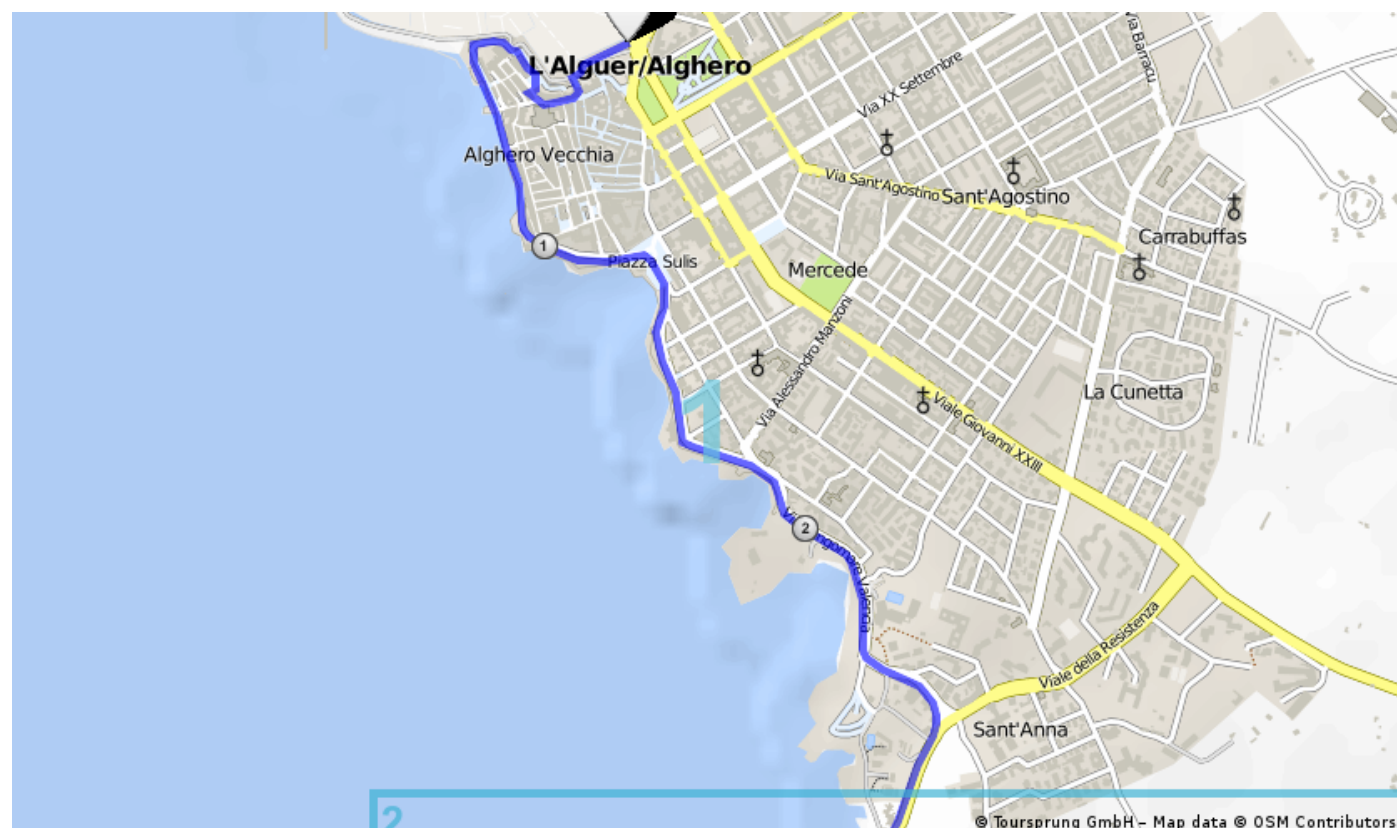 Via Barracu
L'Alguer/Alghero
Via XX Settembre
Alghero Vecchia
Via Sant'Agostino
Sant'Agostino
Carrabuffas
1
Piazza Sulis
Mercede
Via Alessandro Manzoni
La Cunetta
1
Viale Giovanni XXIII
2
Valencia
Viale della Resistenza
Sant'Anna
2
© Toursprung GmbH – Map data © OSM Contributors